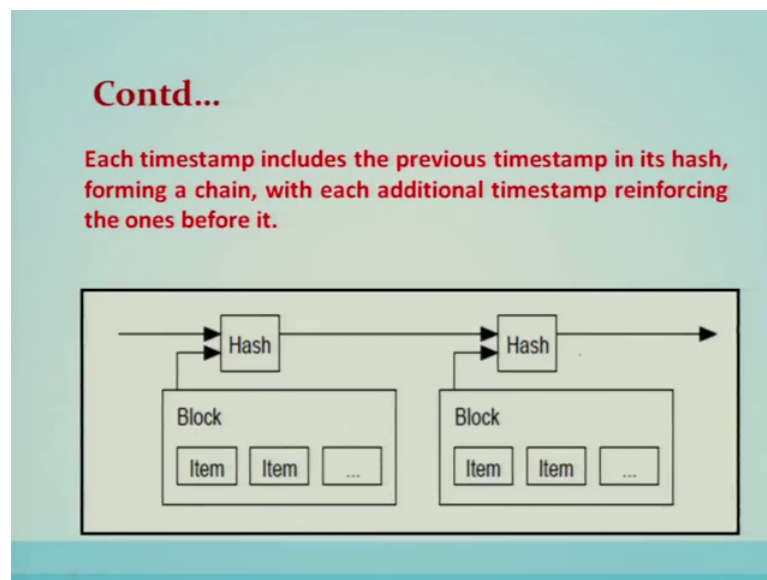 Contd...
Each timestamp includes the previous timestamp in its hash,
forming a chain, with each additional timestamp reinforcing
the ones before it.
Hash
Hash
Block
Block
Item Item ...
Item Item ...